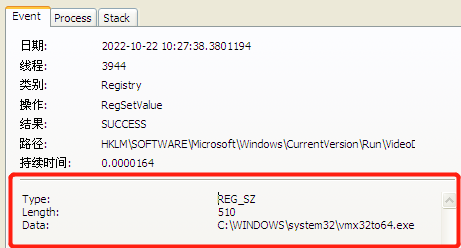 Event Process Stack
日期: 2022-10-22 10:27:38.3801194
线程: 3944
类别: Registry
操作: RegSetValue
结果: SUCCESS
路径: HKLM\SOFTWARE\Microsoft\Windows\CurrentVersion\Run\VideoD
持续时间: 0.0000164
Type: REG_SZ
Length: 510
Data: C:\WINDOWS\system32\vmx32to64.exe